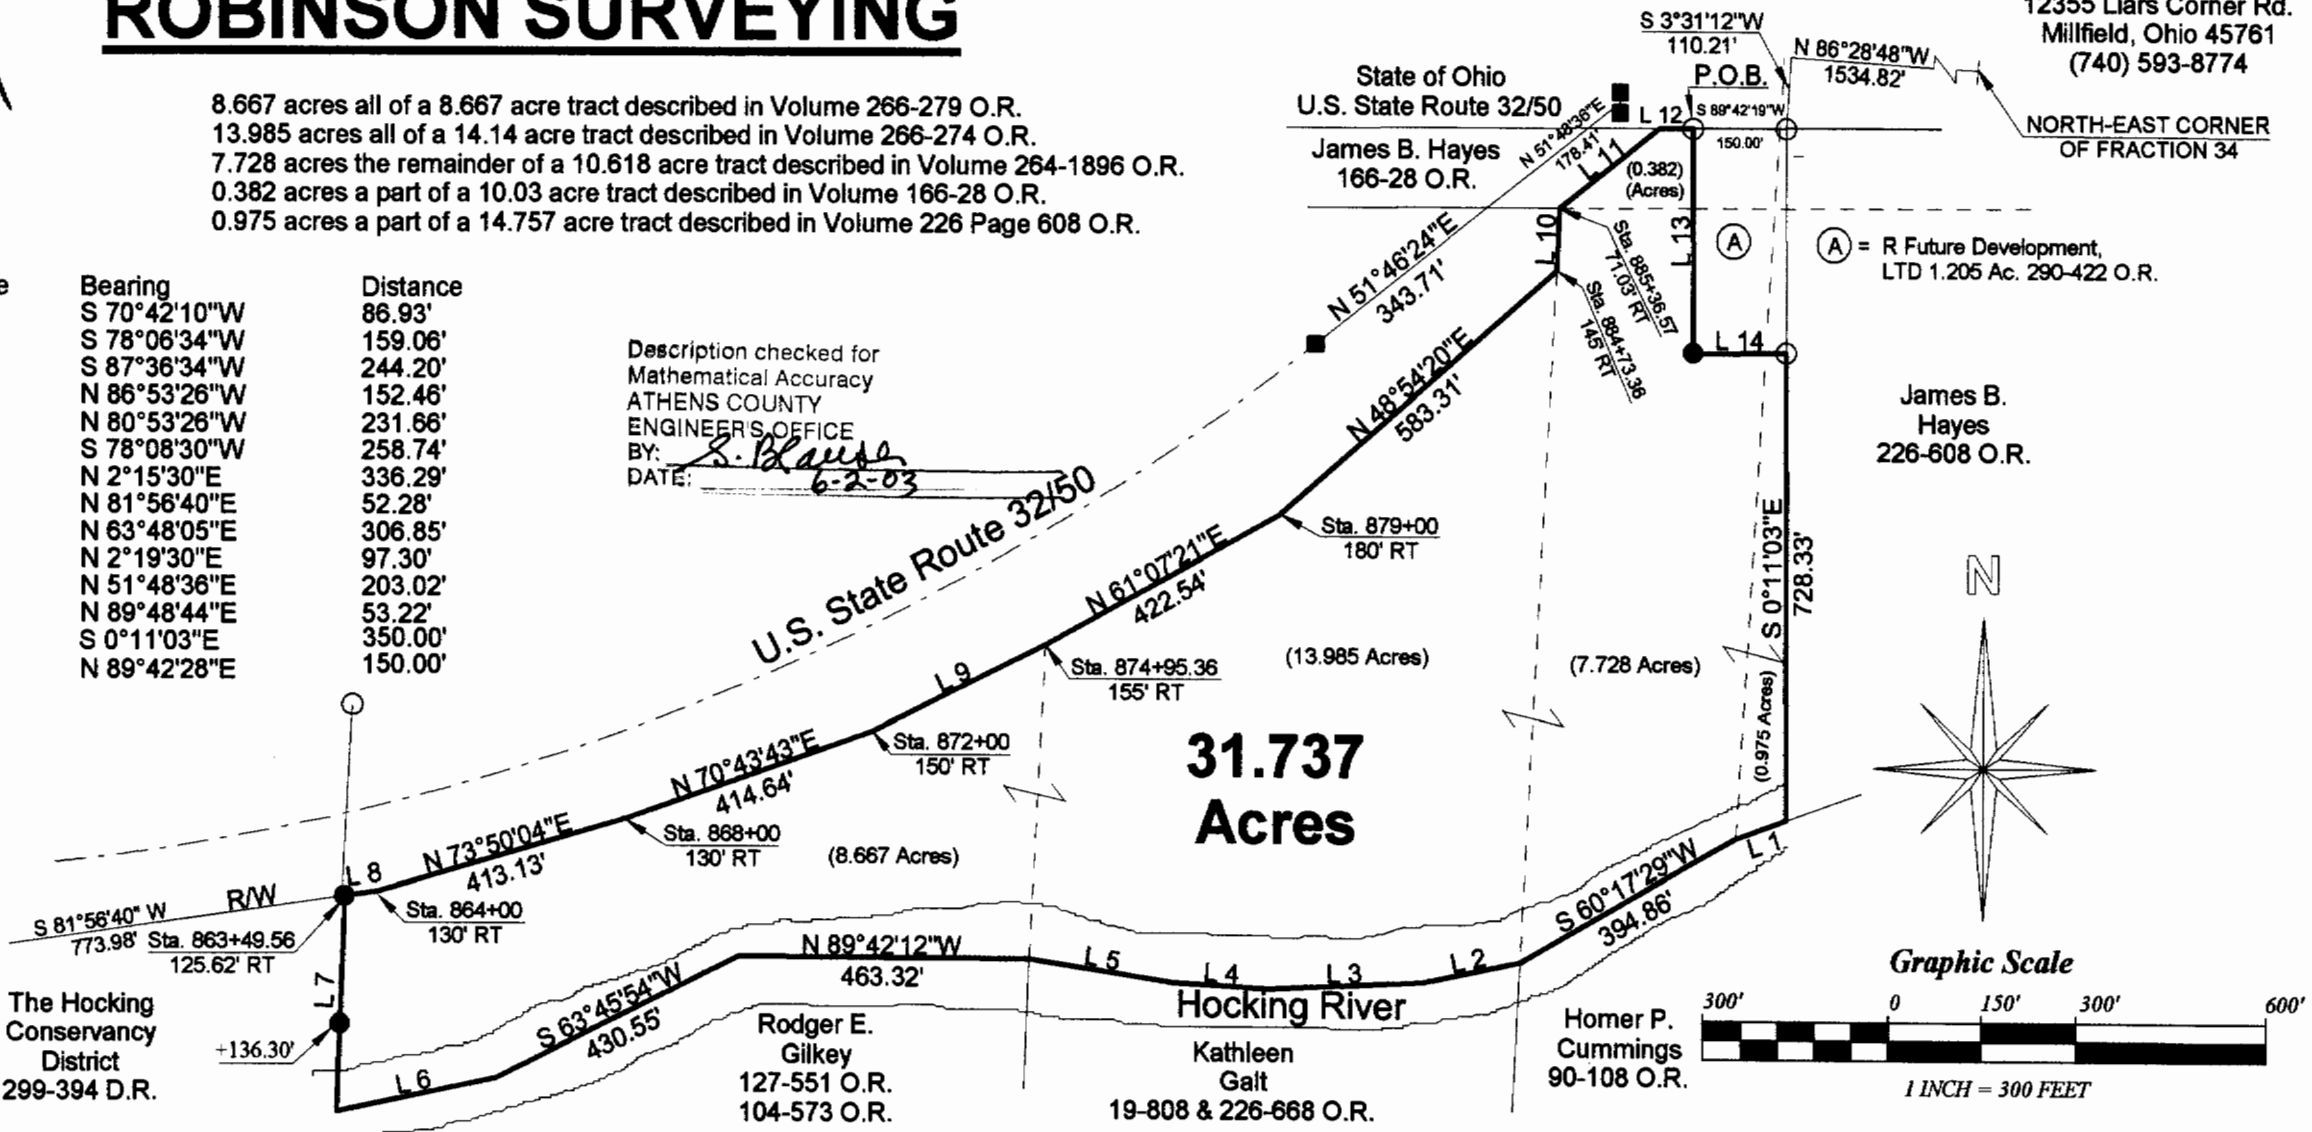 ROBINSON SURVEYING
12355 Liars Corner Rd.
Millfield, Ohio 45761
(740) 593-8774
8.667 acres all of a 8.667 acre tract described in Volume 266-279 O.R.
13.985 acres all of a 14.14 acre tract described in Volume 266-274 O.R.
7.728 acres the remainder of a 10.618 acre tract described in Volume 264-1896 O.R.
0.382 acres a part of a 10.03 acre tract described in Volume 166-28 O.R.
0.975 acres a part of a 14.757 acre tract described in Volume 226 Page 608 O.R.
Bearing Distance
S 70°42'10"W 86.93'
S 78°06'34"W 159.06'
S 87°36'34"W 244.20'
N 86°53'26"W 152.46'
N 80°53'26"W 231.66'
S 78°08'30"W 258.74'
N 2°15'30"E 336.29'
N 81°56'40"E 52.28'
N 63°48'05"E 306.85'
N 2°19'30"E 97.30'
N 51°48'36"E 203.02'
N 89°48'44"E 53.22'
S 0°11'03"E 350.00'
N 89°42'28"E 150.00'
Description checked for
Mathematical Accuracy
ATHENS COUNTY
ENGINEER'S OFFICE
BY: S.
DATE: 6-2-03
State of Ohio
U.S. State Route 32/50
James B. Hayes
166-28 O.R.
S 3°31'12"W
110.21'
P.O.B.
N 86°28'48"W
1534.82'
NORTH-EAST CORNER
OF FRACTION 34
L 12
S 89°42'19"W
150.00'
N 51°48'36"E
178.41'
L 11
(0.382)
(Acres)
L 10
L 13
A
A = R Future Development,
LTD 1.205 Ac. 290-422 O.R.
Sta. 885+36.57
71.03' RT
Sta. 884+73.36
145' RT
L 14
N 51°46'24"E
343.71'
N 48°54'20"E
583.31'
James B.
Hayes
226-608 O.R.
U.S. State Route 32/50
Sta. 879+00
180' RT
N 61°07'21"E
422.54'
S 0°11'03"E
728.33'
N
Sta. 874+95.36
155' RT
(13.985 Acres)
(7.728 Acres)
(0.975 Acres)
L 9
Sta. 872+00
150' RT
31.737
Acres
N 70°43'43"E
414.64'
Sta. 868+00
130' RT
(8.667 Acres)
N 73°50'04"E
413.13'
L 8
R/W
Sta. 864+00
130' RT
S 81°56'40" W
773.98'
Sta. 863+49.56
125.62' RT
L 7
The Hocking
Conservancy
District
299-394 D.R.
+136.30'
L 6
S 63°45'54"W
430.55'
N 89°42'12"W
463.32'
L 5
L 4
L 3
L 2
S 60°17'29"W
394.86'
L 1
Hocking River
Rodger E.
Gilkey
127-551 O.R.
104-573 O.R.
Kathleen
Galt
19-808 & 226-668 O.R.
Homer P.
Cummings
90-108 O.R.
Graphic Scale
300' 0 150' 300' 600'
1 INCH = 300 FEET